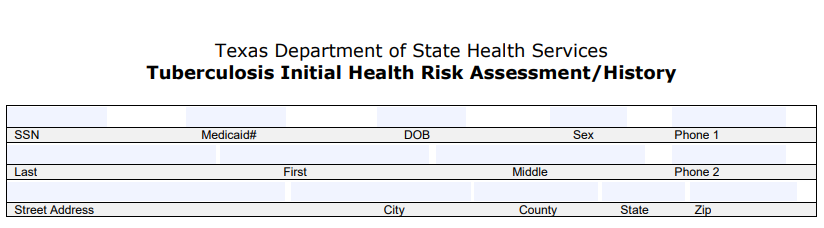 Texas Department of State Health Services
Tuberculosis Initial Health Risk Assessment/History
SSN Medicaid# DOB Sex Phone 1
Last First Middle Phone 2
Street Address City County State Zip